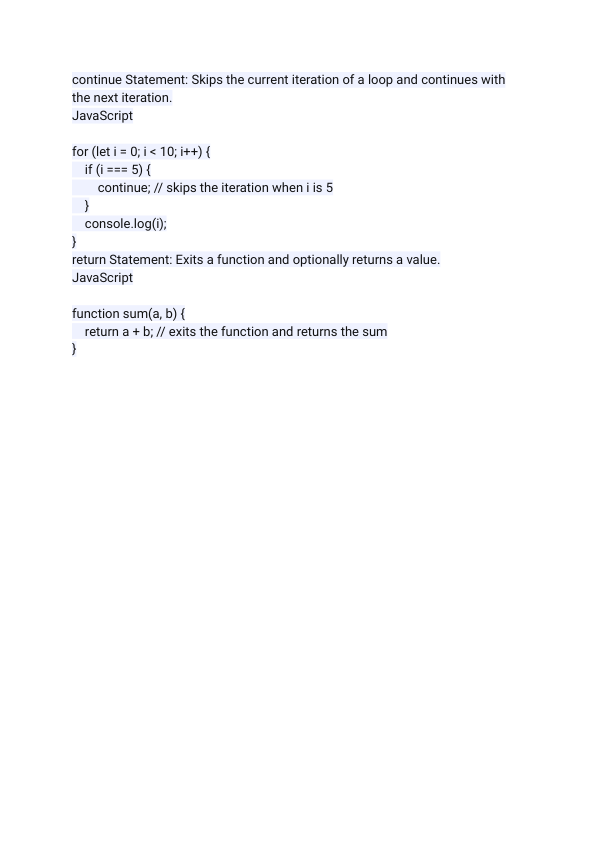 continue Statement: Skips the current iteration of a loop and continues with
the next iteration.
JavaScript
for (let i = 0; i < 10; i++) {
    if (i === 5) {
        continue; // skips the iteration when i is 5
    }
    console.log(i);
}
return Statement: Exits a function and optionally returns a value.
JavaScript
function sum(a, b) {
    return a + b; // exits the function and returns the sum
}